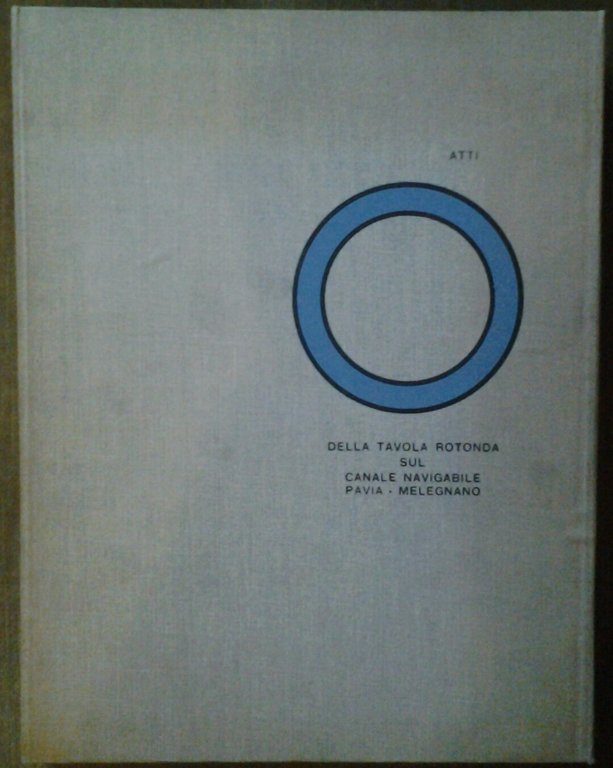 ATTI
DELLA TAVOLA ROTONDA
SUL
CANALE NAVIGABILE
PAVIA - MELEGNANO